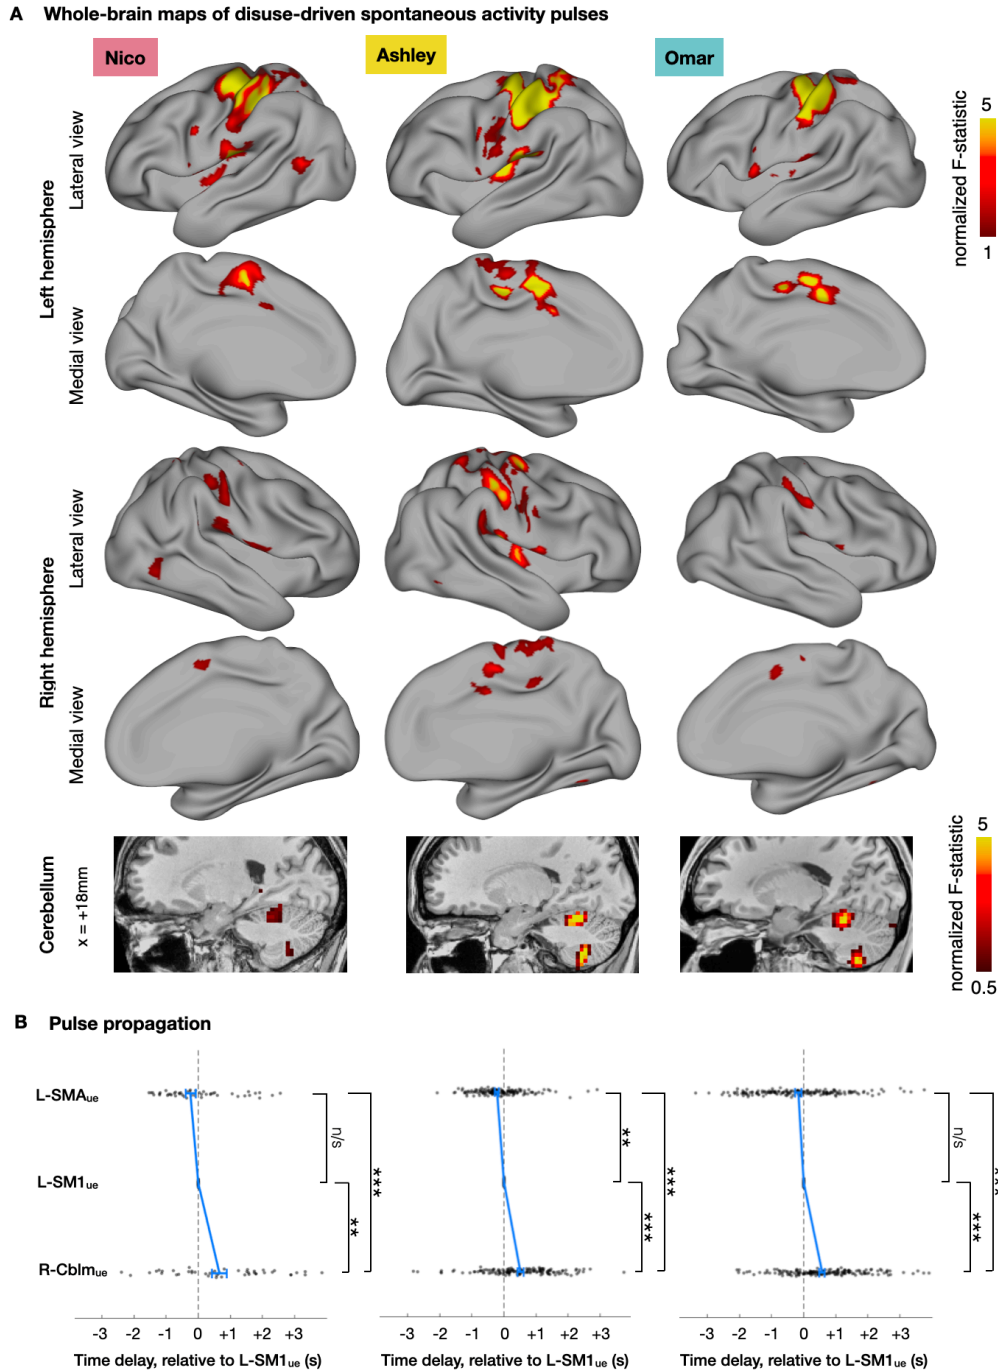 A Whole-brain maps of disuse-driven spontaneous activity pulses
Nico
Ashley
Omar
Left hemisphere
Lateral view
Medial view
5
normalized F-statistic
1
Right hemisphere
Lateral view
Medial view
Cerebellum
x = +18mm
5
normalized F-statistic
0.5
B Pulse propagation
L-SMAue
L-SM1ue
R-Cblmue
n/s
**
***
**
***
***
n/s
***
***
-3 -2 -1 0 +1 +2 +3
-3 -2 -1 0 +1 +2 +3
-3 -2 -1 0 +1 +2 +3
Time delay, relative to L-SM1ue (s)
Time delay, relative to L-SM1ue (s)
Time delay, relative to L-SM1ue (s)